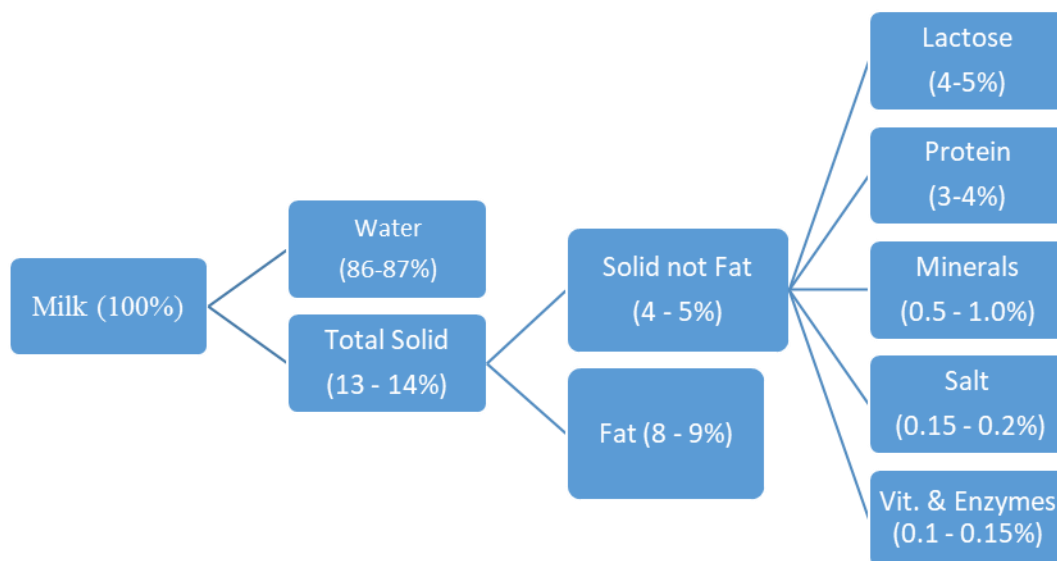 Milk (100%)
Water
(86-87%)
Total Solid
(13 - 14%)
Solid not Fat
(4 - 5%)
Fat (8 - 9%)
Lactose
(4-5%)
Protein
(3-4%)
Minerals
(0.5 - 1.0%)
Salt
(0.15 - 0.2%)
Vit. & Enzymes
(0.1 - 0.15%)